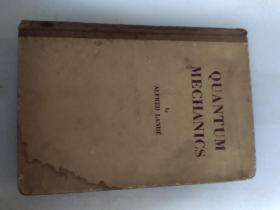 QUANTUM
MECHANICS
by
ALFRED LANDÉ